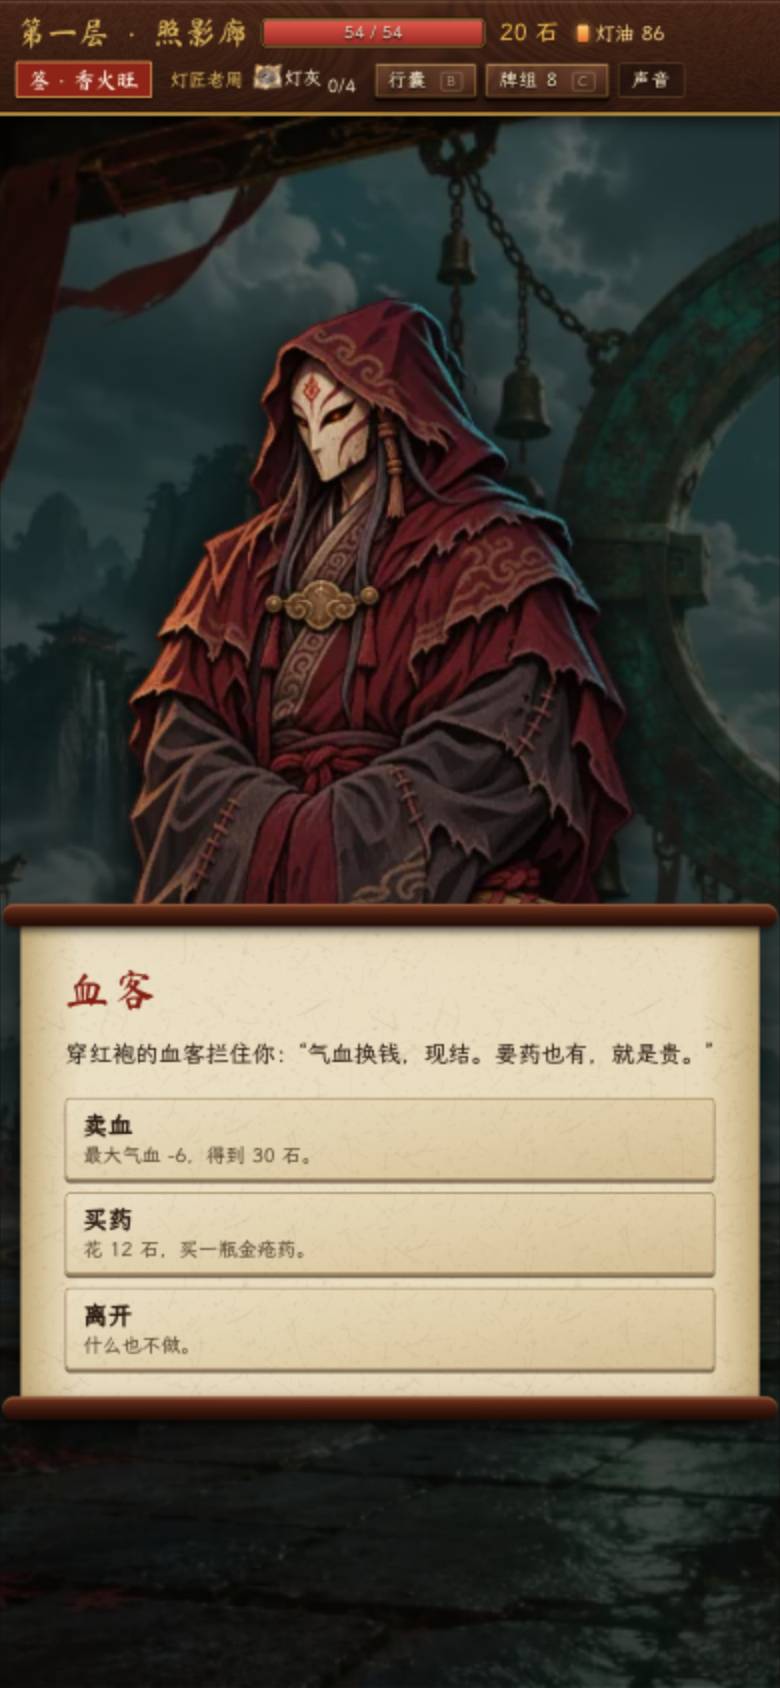 第一层 · 照影廊 54 / 54 20 石 灯油 86
签 · 香火旺 灯匠老周 灯灰 0/4 行囊 B 牌组 8 C 声音
血客
穿红袍的血客拦住你：“气血换钱，现结。要药也有，就是贵。”
卖血
最大气血 -6，得到 30 石。
买药
花 12 石，买一瓶金疮药。
离开
什么也不做。